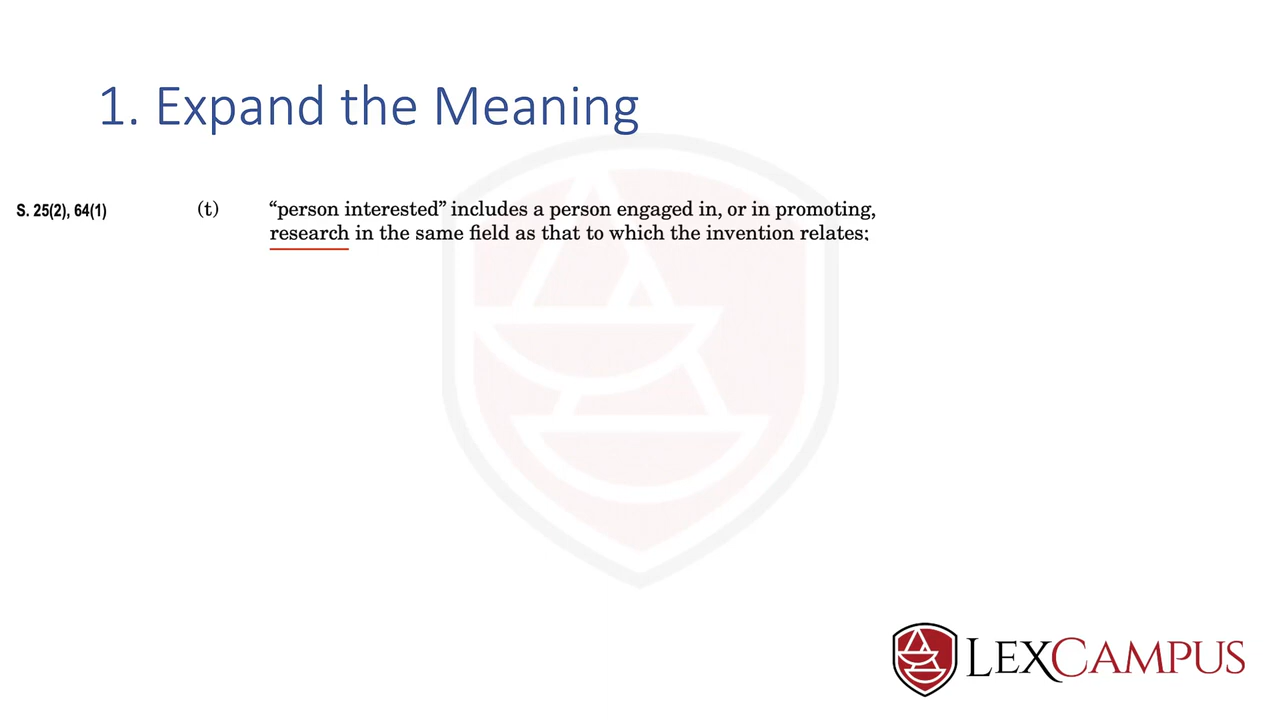 1. Expand the Meaning
S. 25(2), 64(1) (t) “person interested” includes a person engaged in, or in promoting,
research in the same field as that to which the invention relates;
LEXCAMPUS